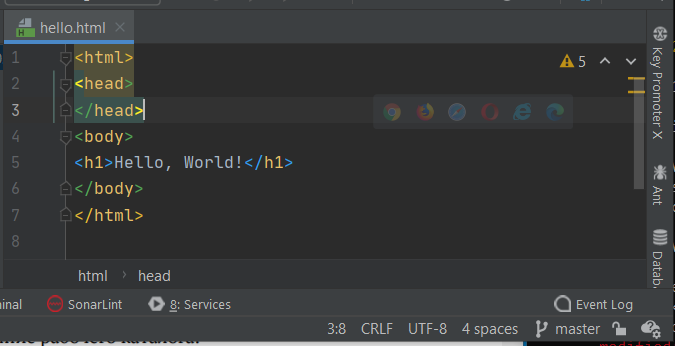 hello.html
1 <html>
5
2 <head>
3 </head>
4 <body>
5 <h1>Hello, World!</h1>
6 </body>
7 </html>
8
html › head
Key Promoter X
Ant
Datab
minal SonarLint 8: Services Event Log
3:8 CRLF UTF-8 4 spaces master
modified